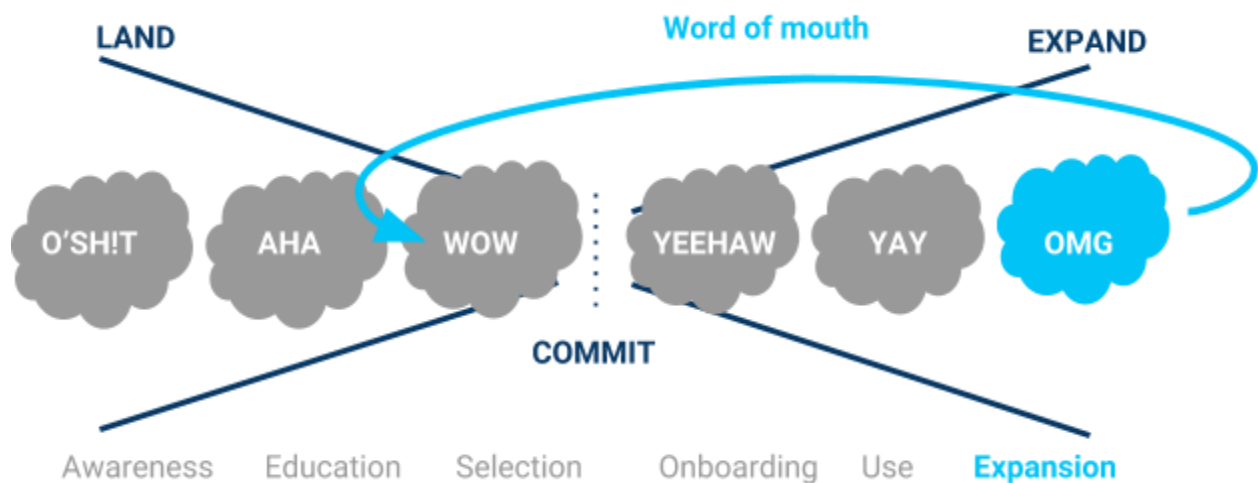 Word of mouth
LAND
EXPAND
O'SH!T
AHA
WOW
YEEHAW
YAY
OMG
COMMIT
Awareness
Education
Selection
Onboarding
Use
Expansion